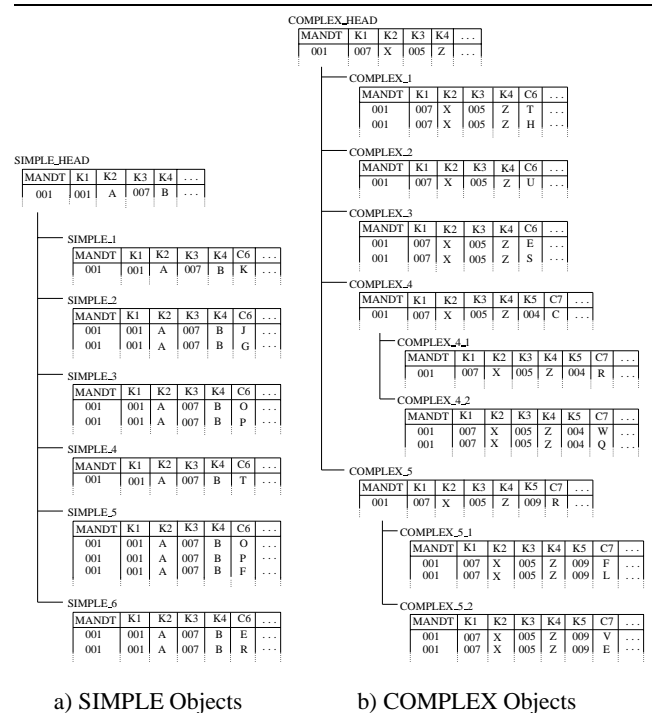 SIMPLE_HEAD
MANDT K1 K2 K3 K4 ...
001 001 A 007 B ...
SIMPLE_1
MANDT K1 K2 K3 K4 C6 ...
001 001 A 007 B K ...
SIMPLE_2
MANDT K1 K2 K3 K4 C6 ...
001 001 A 007 B J ...
001 001 A 007 B G ...
SIMPLE_3
MANDT K1 K2 K3 K4 C6 ...
001 001 A 007 B O ...
001 001 A 007 B P ...
SIMPLE_4
MANDT K1 K2 K3 K4 C6 ...
001 001 A 007 B T ...
SIMPLE_5
MANDT K1 K2 K3 K4 C6 ...
001 001 A 007 B O ...
001 001 A 007 B P ...
001 001 A 007 B F ...
SIMPLE_6
MANDT K1 K2 K3 K4 C6 ...
001 001 A 007 B E ...
001 001 A 007 B R ...
a) SIMPLE Objects
COMPLEX_HEAD
MANDT K1 K2 K3 K4 ...
001 007 X 005 Z ...
COMPLEX_1
MANDT K1 K2 K3 K4 C6 ...
001 007 X 005 Z T ...
001 007 X 005 Z H ...
COMPLEX_2
MANDT K1 K2 K3 K4 C6 ...
001 007 X 005 Z U ...
COMPLEX_3
MANDT K1 K2 K3 K4 C6 ...
001 007 X 005 Z E ...
001 007 X 005 Z S ...
COMPLEX_4
MANDT K1 K2 K3 K4 K5 C7 ...
001 007 X 005 Z 004 C ...
COMPLEX_4_1
MANDT K1 K2 K3 K4 K5 C7 ...
001 007 X 005 Z 004 R ...
COMPLEX_4_2
MANDT K1 K2 K3 K4 K5 C7 ...
001 007 X 005 Z 004 W ...
001 007 X 005 Z 004 Q ...
COMPLEX_5
MANDT K1 K2 K3 K4 K5 C7 ...
001 007 X 005 Z 009 R ...
COMPLEX_5_1
MANDT K1 K2 K3 K4 K5 C7 ...
001 007 X 005 Z 009 F ...
001 007 X 005 Z 009 L ...
COMPLEX_5_2
MANDT K1 K2 K3 K4 K5 C7 ...
001 007 X 005 Z 009 V ...
001 007 X 005 Z 009 E ...
b) COMPLEX Objects